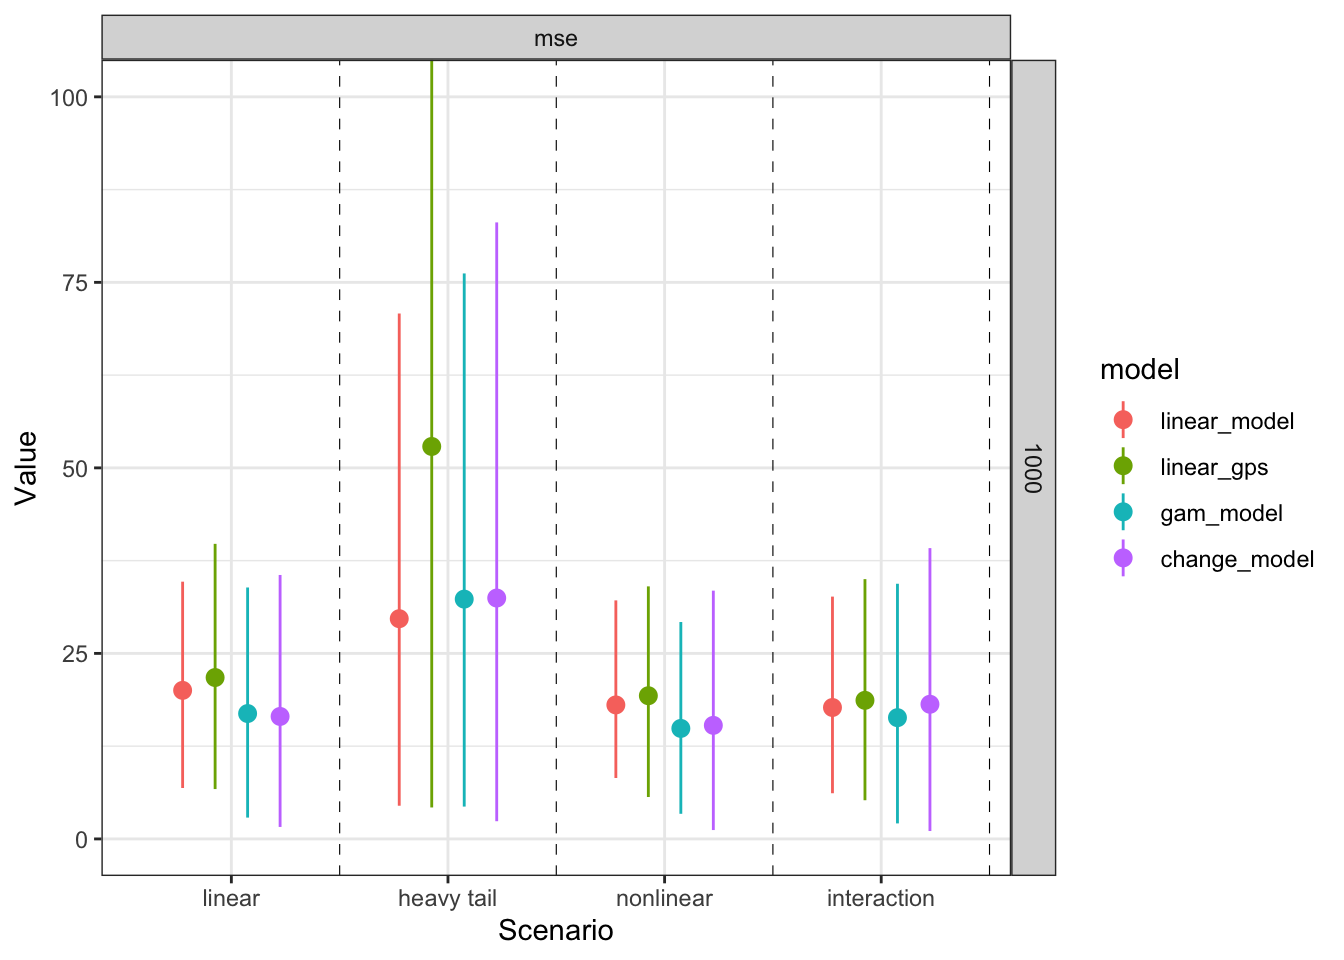 mse
1000
100
75
50
25
0
Value
linear
heavy tail
nonlinear
interaction
Scenario
model
linear_model
linear_gps
gam_model
change_model